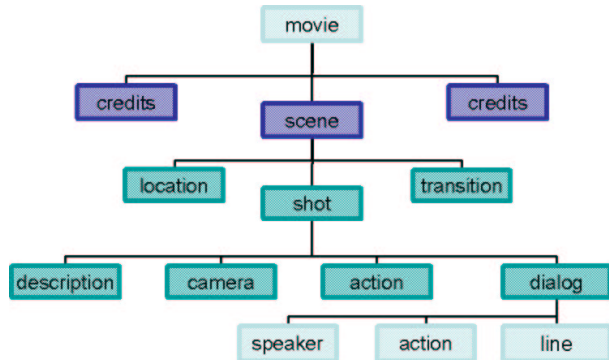 movie
credits
credits
scene
location
transition
shot
description
camera
action
dialog
speaker
action
line